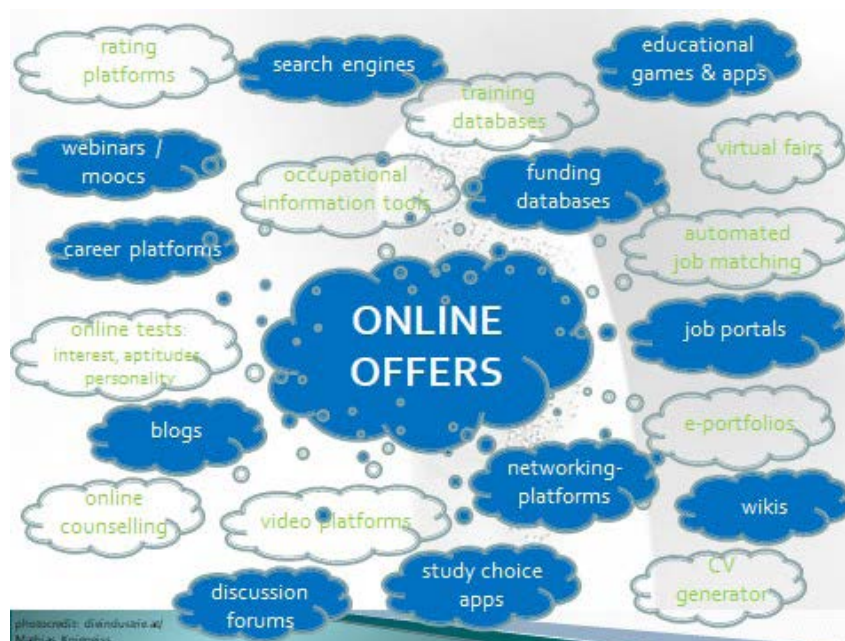 rating
platforms
search engines
educational
games & apps
training
databases
webinars /
moocs
occupational
information tools
funding
databases
virtual fairs
career platforms
automated
job matching
ONLINE
OFFERS
online tests:
interest, aptitudes,
personality
job portals
blogs
e-portfolios
networking-
platforms
online
counselling
video platforms
wikis
study choice
apps
CV
generator
discussion
forums
photocredit: dieindustrie.at/